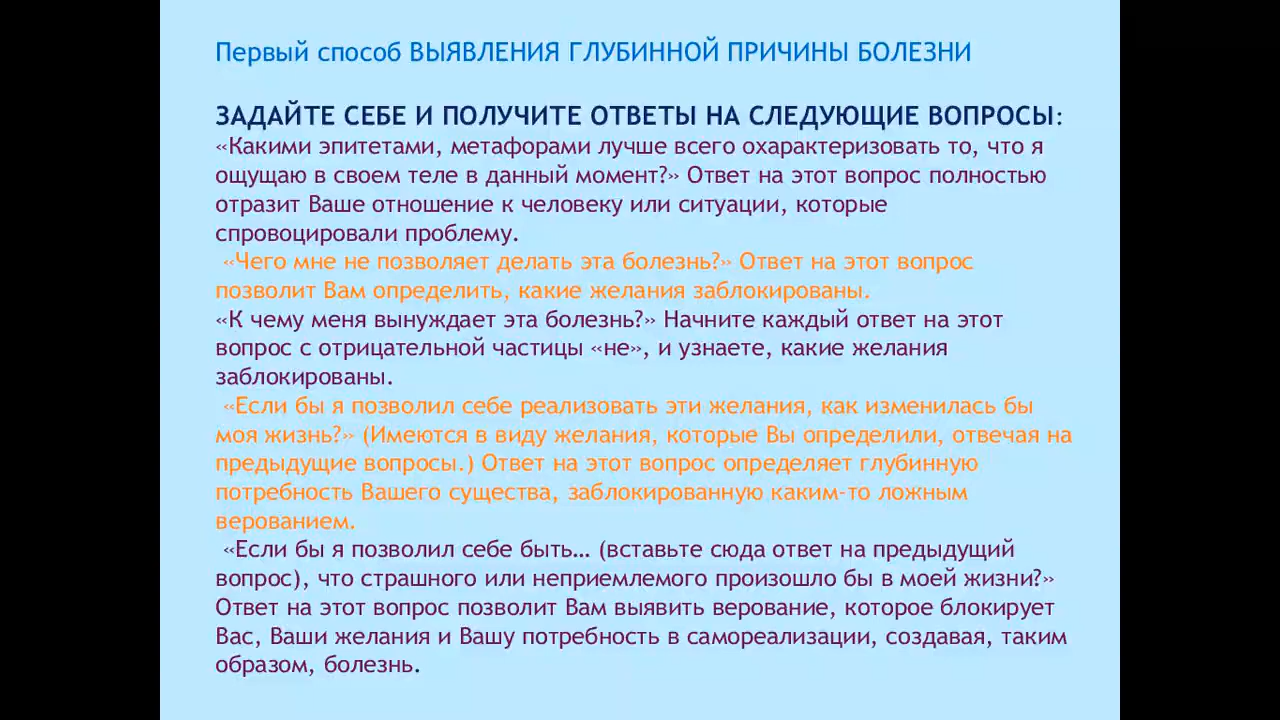 Первый способ ВЫЯВЛЕНИЯ ГЛУБИННОЙ ПРИЧИНЫ БОЛЕЗНИ
ЗАДАЙТЕ СЕБЕ И ПОЛУЧИТЕ ОТВЕТЫ НА СЛЕДУЮЩИЕ ВОПРОСЫ:
«Какими эпитетами, метафорами лучше всего охарактеризовать то, что я
ощущаю в своем теле в данный момент?» Ответ на этот вопрос полностью
отразит Ваше отношение к человеку или ситуации, которые
спровоцировали проблему.
«Чего мне не позволяет делать эта болезнь?» Ответ на этот вопрос
позволит Вам определить, какие желания заблокированы.
«К чему меня вынуждает эта болезнь?» Начните каждый ответ на этот
вопрос с отрицательной частицы «не», и узнаете, какие желания
заблокированы.
«Если бы я позволил себе реализовать эти желания, как изменилась бы
моя жизнь?» (Имеются в виду желания, которые Вы определили, отвечая на
предыдущие вопросы.) Ответ на этот вопрос определяет глубинную
потребность Вашего существа, заблокированную каким-то ложным
верованием.
«Если бы я позволил себе быть… (вставьте сюда ответ на предыдущий
вопрос), что страшного или неприемлемого произошло бы в моей жизни?»
Ответ на этот вопрос позволит Вам выявить верование, которое блокирует
Вас, Ваши желания и Вашу потребность в самореализации, создавая, таким
образом, болезнь.